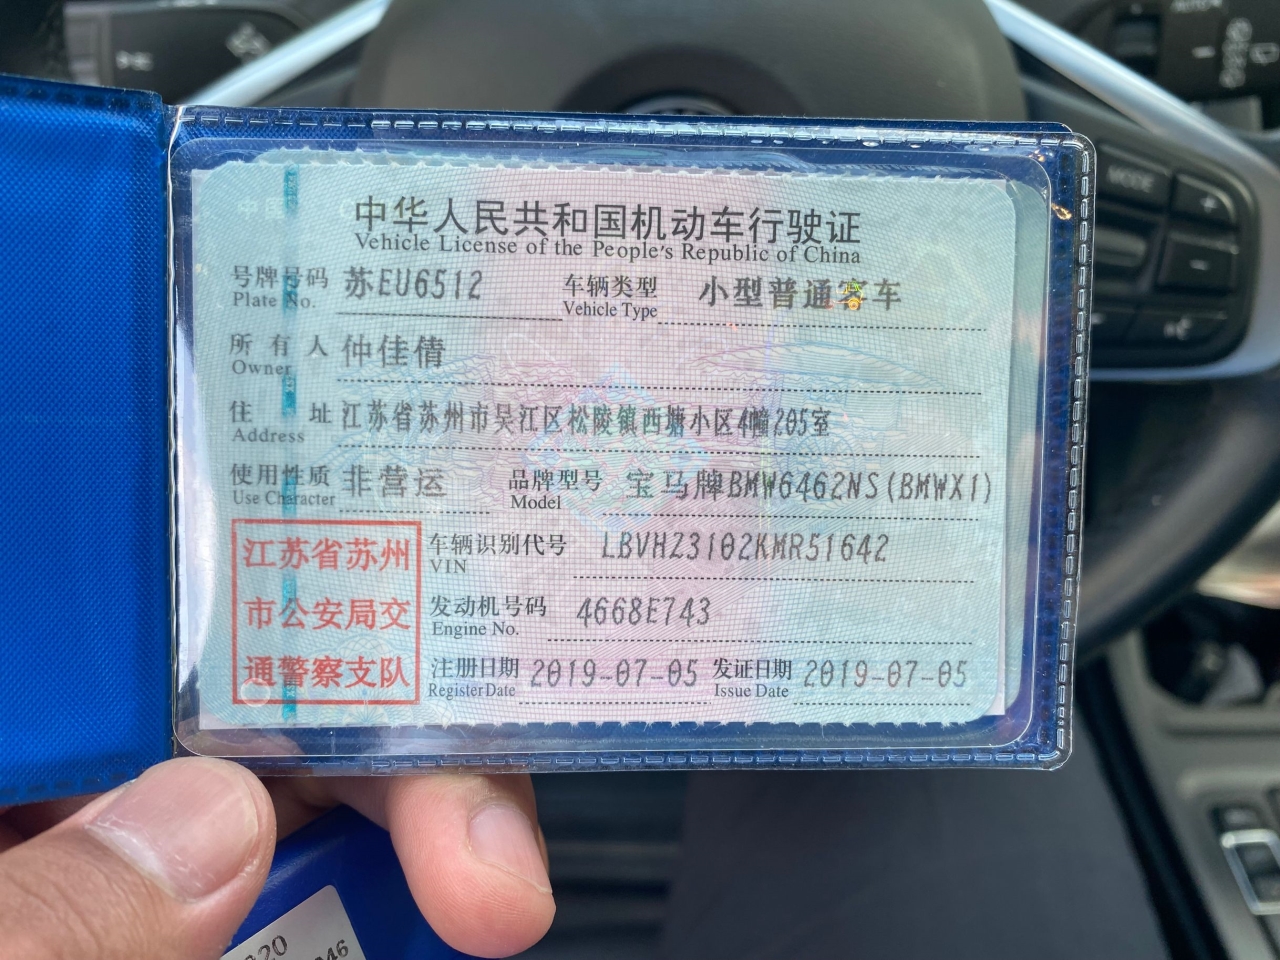 中华人民共和国机动车行驶证
Vehicle License of the People's Republic of China
号牌号码 苏EU6512 车辆类型 小型普通客车
Plate No. Vehicle Type
所有人 仲佳倩
Owner
住址 江苏省苏州市吴江区松陵镇西塘小区4幢205室
Address
使用性质 非营运 品牌型号 宝马牌BMW6462NS(BMWX1)
Use Character Model
江苏省苏州
市公安局交
通警察支队
车辆识别代号 LBVHZ3102KMR51642
VIN
发动机号码 4668E743
Engine No.
注册日期 2019-07-05 发证日期 2019-07-05
Register Date Issue Date
MODE
+
-